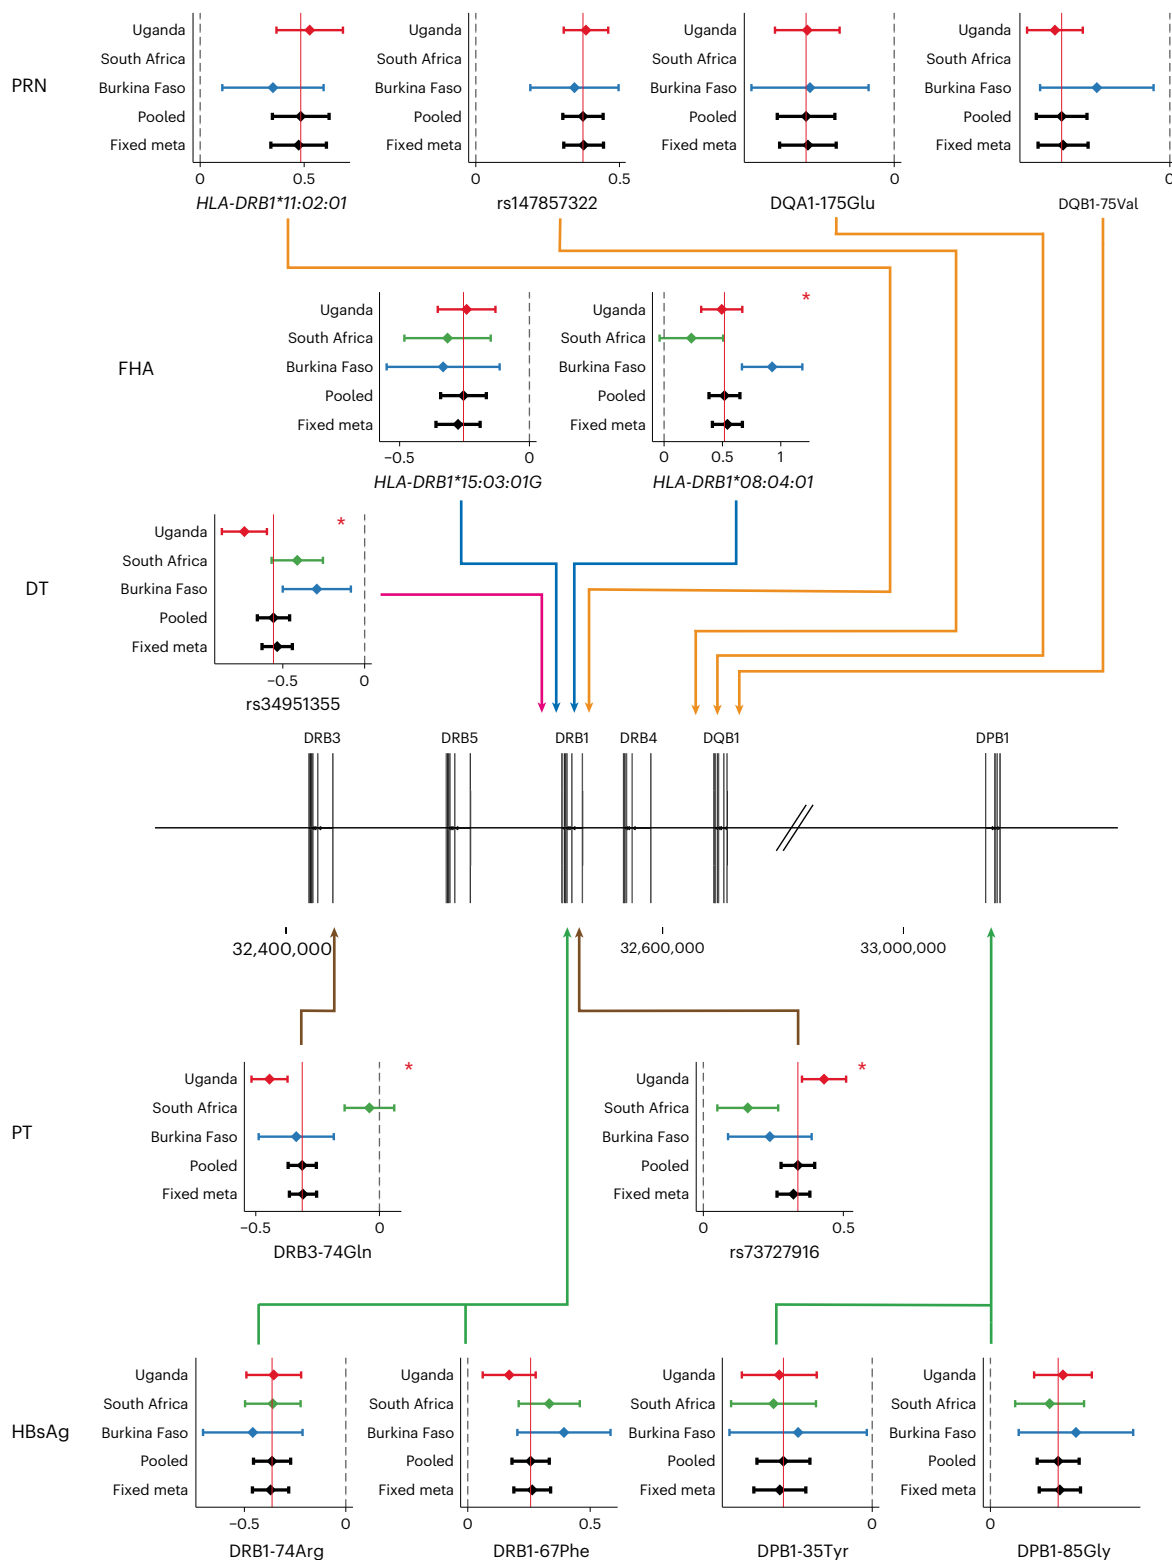 PRN
Uganda
South Africa
Burkina Faso
Pooled
Fixed meta
0 0.5
HLA-DRB1*11:02:01
Uganda
South Africa
Burkina Faso
Pooled
Fixed meta
0 0.5
rs147857322
Uganda
South Africa
Burkina Faso
Pooled
Fixed meta
0
DQA1-175Glu
Uganda
South Africa
Burkina Faso
Pooled
Fixed meta
0
DQB1-75Val
FHA
Uganda
South Africa
Burkina Faso
Pooled
Fixed meta
−0.5 0
HLA-DRB1*15:03:01G
*
Uganda
South Africa
Burkina Faso
Pooled
Fixed meta
0 0.5 1
HLA-DRB1*08:04:01
DT
*
Uganda
South Africa
Burkina Faso
Pooled
Fixed meta
−0.5 0
rs34951355
DRB3 DRB5 DRB1 DRB4 DQB1 DPB1
32,400,000 32,600,000 33,000,000
PT
*
Uganda
South Africa
Burkina Faso
Pooled
Fixed meta
−0.5 0
DRB3-74Gln
*
Uganda
South Africa
Burkina Faso
Pooled
Fixed meta
0 0.5
rs73727916
HBsAg
Uganda
South Africa
Burkina Faso
Pooled
Fixed meta
−0.5 0
DRB1-74Arg
Uganda
South Africa
Burkina Faso
Pooled
Fixed meta
0 0.5
DRB1-67Phe
Uganda
South Africa
Burkina Faso
Pooled
Fixed meta
0
DPB1-35Tyr
Uganda
South Africa
Burkina Faso
Pooled
Fixed meta
0
DPB1-85Gly